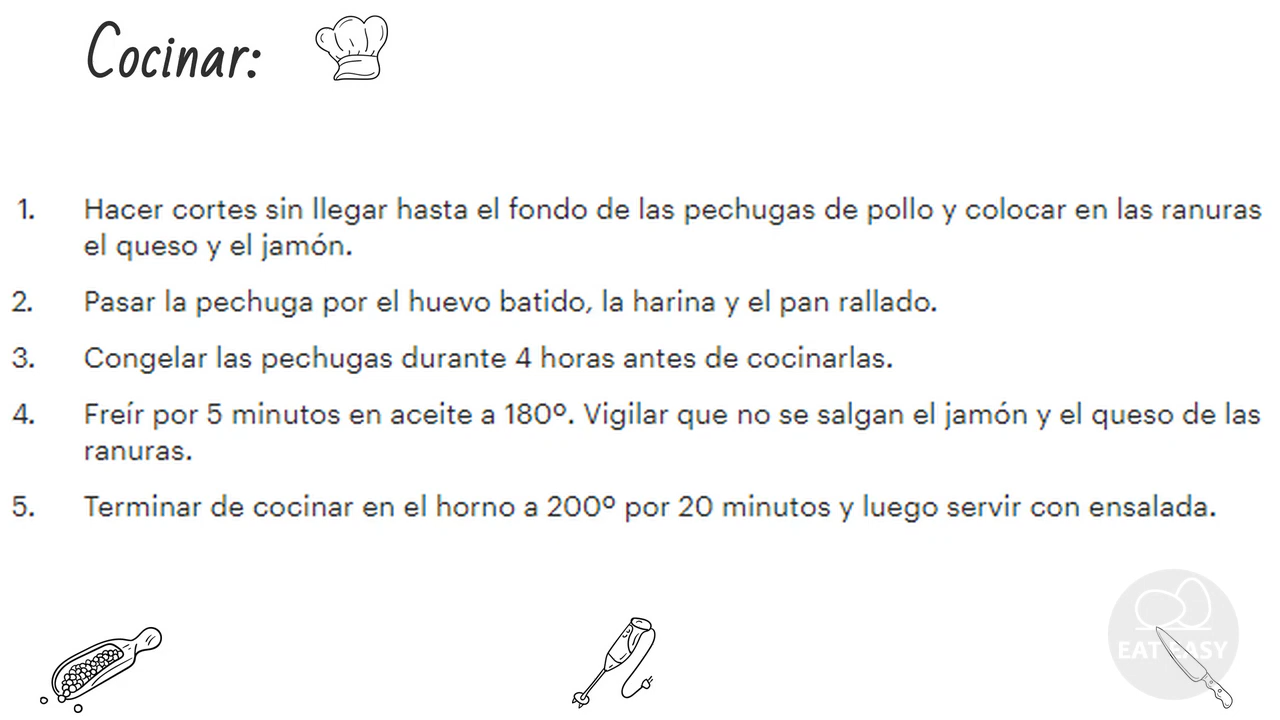 Cocinar:
1. Hacer cortes sin llegar hasta el fondo de las pechugas de pollo y colocar en las ranuras
el queso y el jamón.
2. Pasar la pechuga por el huevo batido, la harina y el pan rallado.
3. Congelar las pechugas durante 4 horas antes de cocinarlas.
4. Freír por 5 minutos en aceite a 180º. Vigilar que no se salgan el jamón y el queso de las
ranuras.
5. Terminar de cocinar en el horno a 200º por 20 minutos y luego servir con ensalada.
EAT EASY